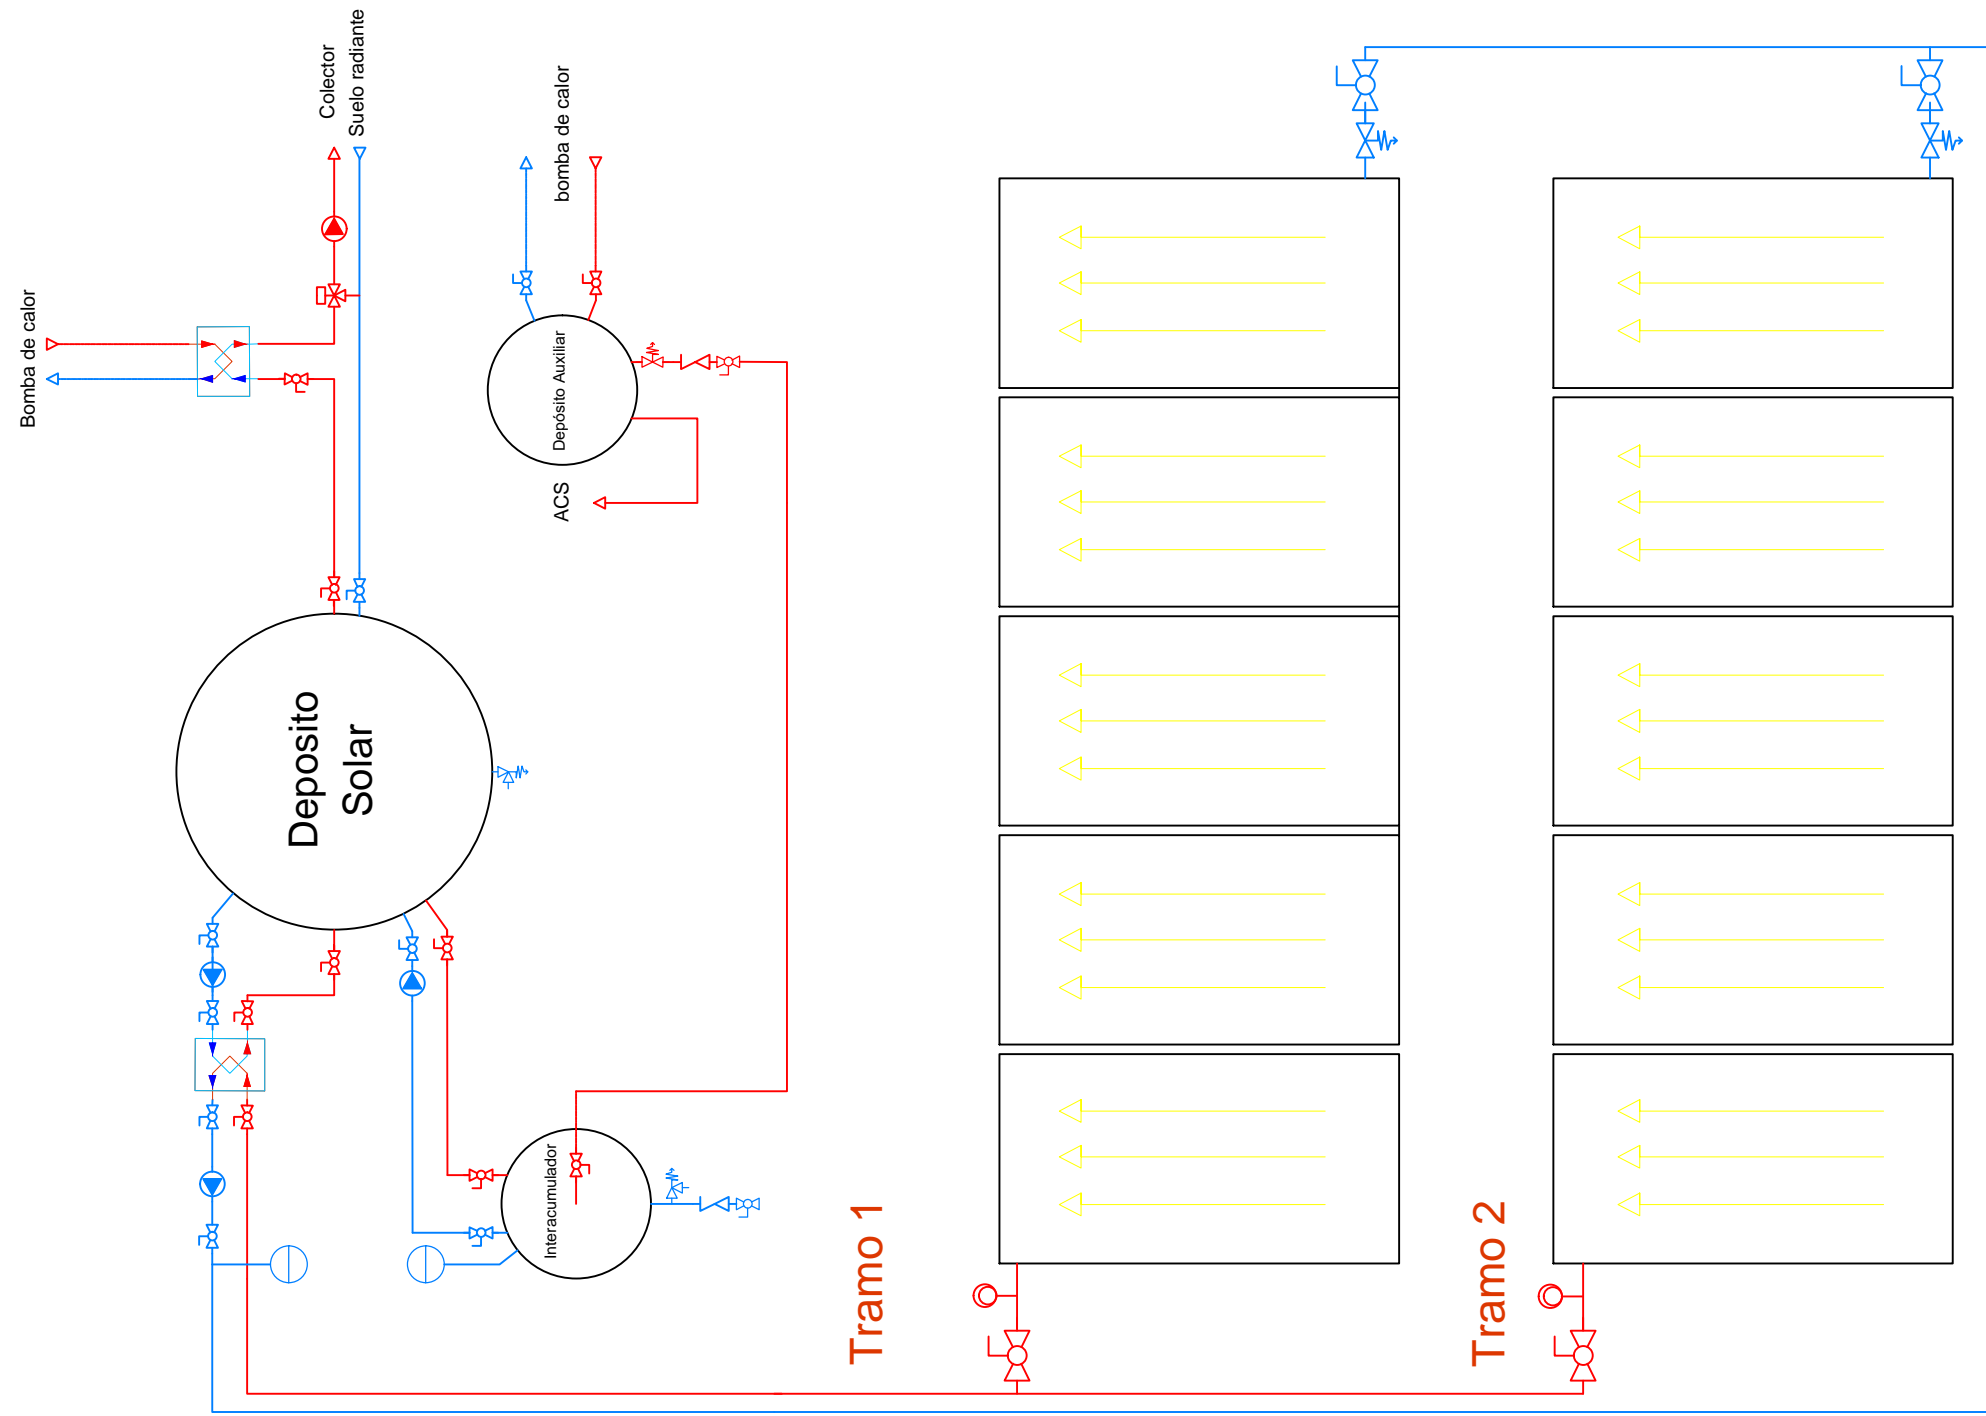 Bomba de calor
Colector
Suelo radiante
bomba de calor
Depósito Auxiliar
ACS
Deposito
Solar
Interacumulador
Tramo 1
Tramo 2